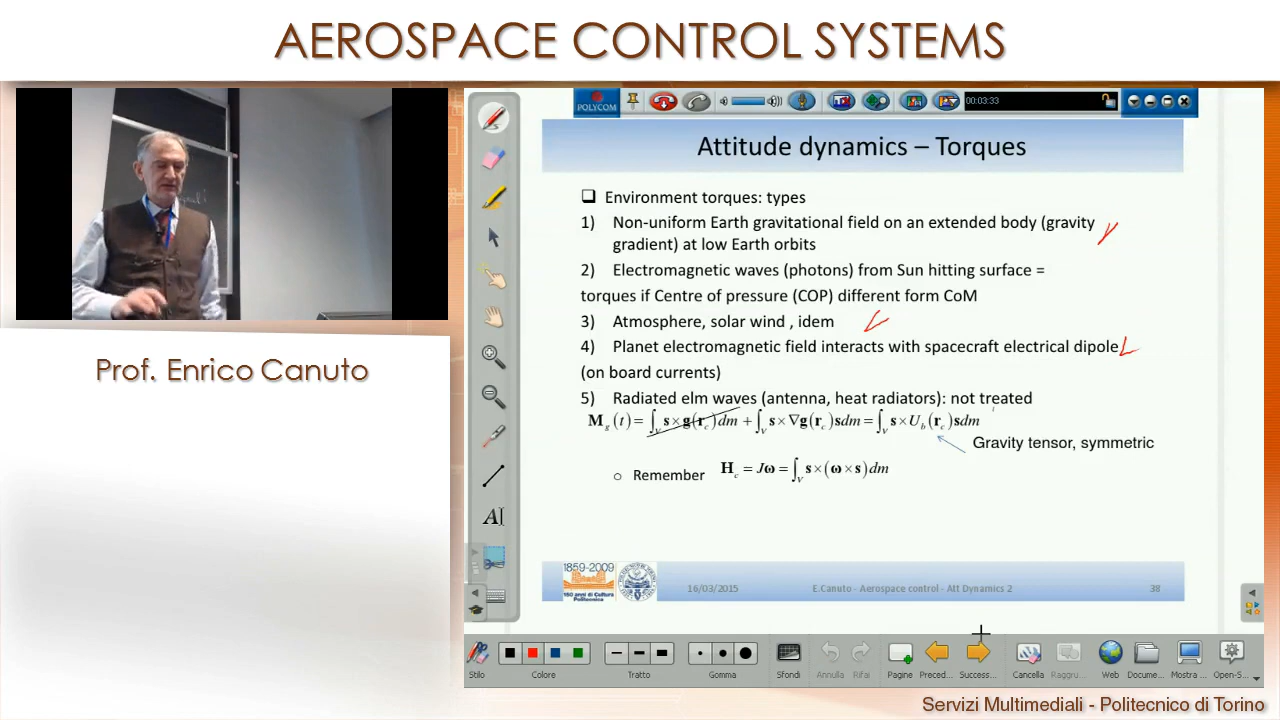 AEROSPACE CONTROL SYSTEMS
POLYCOM
00:03:33
Attitude dynamics – Torques
Environment torques: types
1) Non-uniform Earth gravitational field on an extended body (gravity
gradient) at low Earth orbits
2) Electromagnetic waves (photons) from Sun hitting surface =
torques if Centre of pressure (COP) different form CoM
3) Atmosphere, solar wind , idem
4) Planet electromagnetic field interacts with spacecraft electrical dipole
(on board currents)
5) Radiated elm waves (antenna, heat radiators): not treated
M_g (t) = ∫_V s × g(r_c) dm + ∫_V s × ∇g(r_c) s dm = ∫_V s × U_b (r_c) s dm
Gravity tensor, symmetric
o Remember H_c = Jω = ∫_V s × (ω × s) dm
Prof. Enrico Canuto
1859-2009
150 anni di Cultura
Politecnica
16/03/2015 E.Canuto - Aerospace control - Att Dynamics 2 38
Stilo Colore Tratto Gomma Sfondi Annulla Rifai Pagine Preced... Success... Cancella Raggru... Web Docume... Mostra ... Open-S...
Servizi Multimediali - Politecnico di Torino